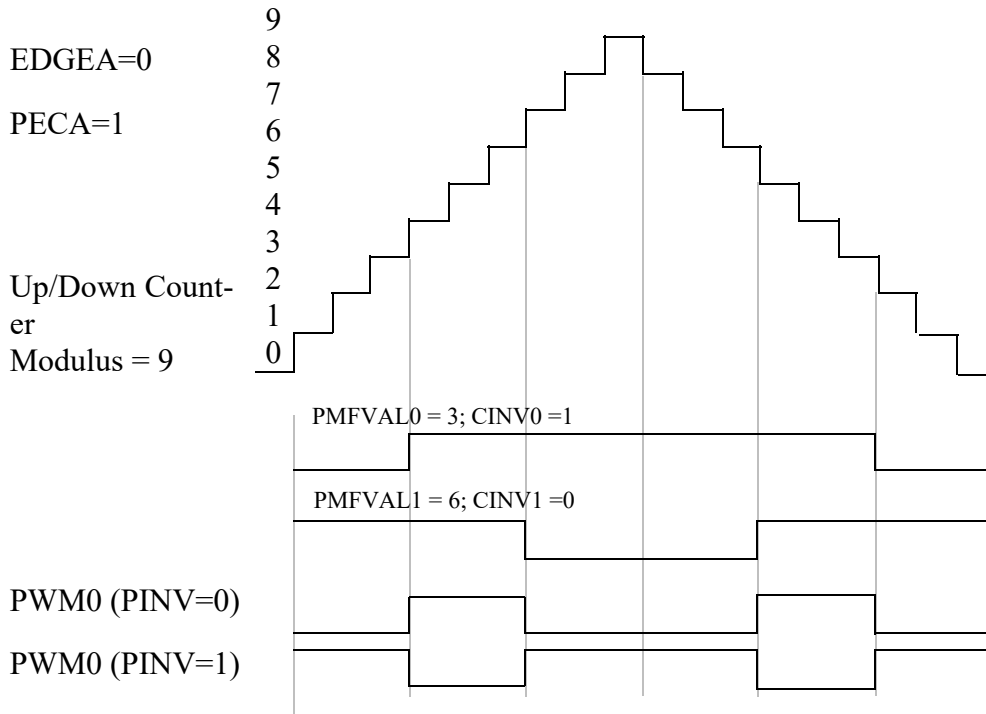 9
EDGEA=0
8
7
PECA=1
6
5
4
3
Up/Down Count-
er
2
1
Modulus = 9
0
PMFVAL0 = 3; CINV0 =1
PMFVAL1 = 6; CINV1 =0
PWM0 (PINV=0)
PWM0 (PINV=1)